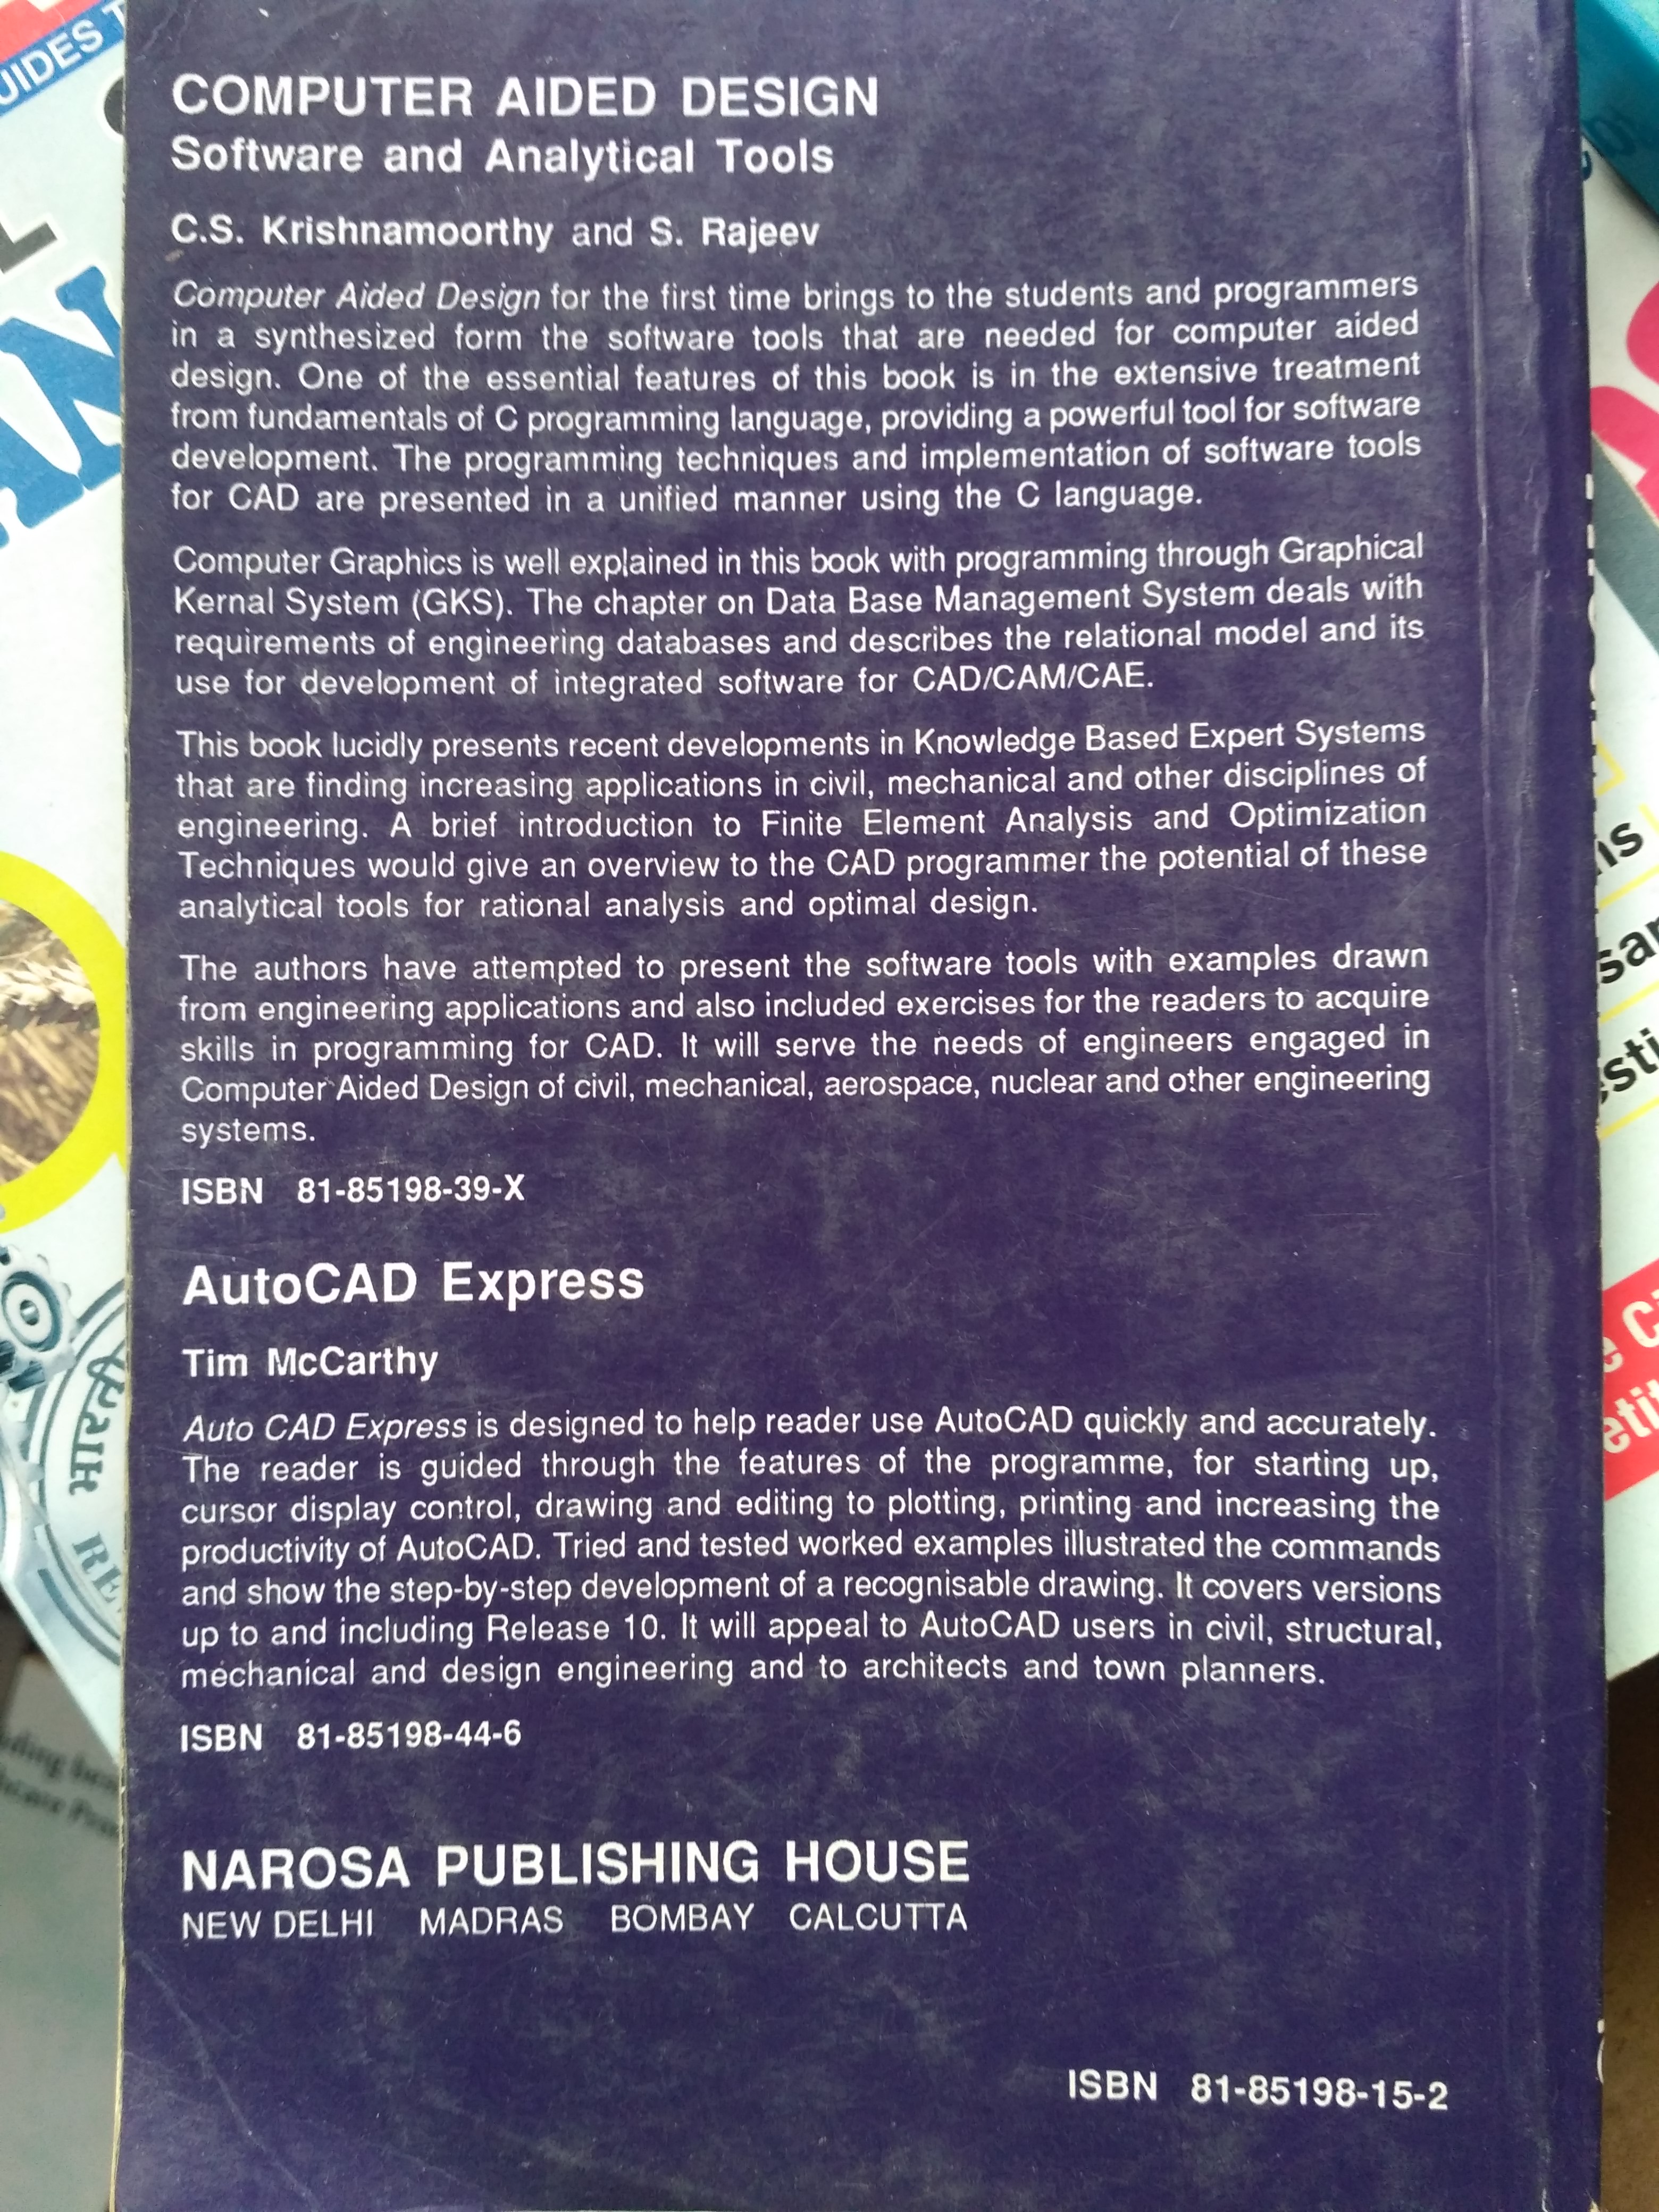 UIDES T
COMPUTER AIDED DESIGN
Software and Analytical Tools
C.S. Krishnamoorthy and S. Rajeev
Computer Aided Design for the first time brings to the students and programmers
in a synthesized form the software tools that are needed for computer aided
design. One of the essential features of this book is in the extensive treatment
from fundamentals of C programming language, providing a powerful tool for software
development. The programming techniques and implementation of software tools
for CAD are presented in a unified manner using the C language.
Computer Graphics is well explained in this book with programming through Graphical
Kernal System (GKS). The chapter on Data Base Management System deals with
requirements of engineering databases and describes the relational model and its
use for development of integrated software for CAD/CAM/CAE.
This book lucidly presents recent developments in Knowledge Based Expert Systems
that are finding increasing applications in civil, mechanical and other disciplines of
engineering. A brief introduction to Finite Element Analysis and Optimization
Techniques would give an overview to the CAD programmer the potential of these
analytical tools for rational analysis and optimal design.
The authors have attempted to present the software tools with examples drawn
from engineering applications and also included exercises for the readers to acquire
skills in programming for CAD. It will serve the needs of engineers engaged in
Computer Aided Design of civil, mechanical, aerospace, nuclear and other engineering
systems.
ISBN 81-85198-39-X
AutoCAD Express
Tim McCarthy
Auto CAD Express is designed to help reader use AutoCAD quickly and accurately.
The reader is guided through the features of the programme, for starting up,
cursor display control, drawing and editing to plotting, printing and increasing the
productivity of AutoCAD. Tried and tested worked examples illustrated the commands
and show the step-by-step development of a recognisable drawing. It covers versions
up to and including Release 10. It will appeal to AutoCAD users in civil, structural,
mechanical and design engineering and to architects and town planners.
ISBN 81-85198-44-6
NAROSA PUBLISHING HOUSE
NEW DELHI MADRAS BOMBAY CALCUTTA
ISBN 81-85198-15-2